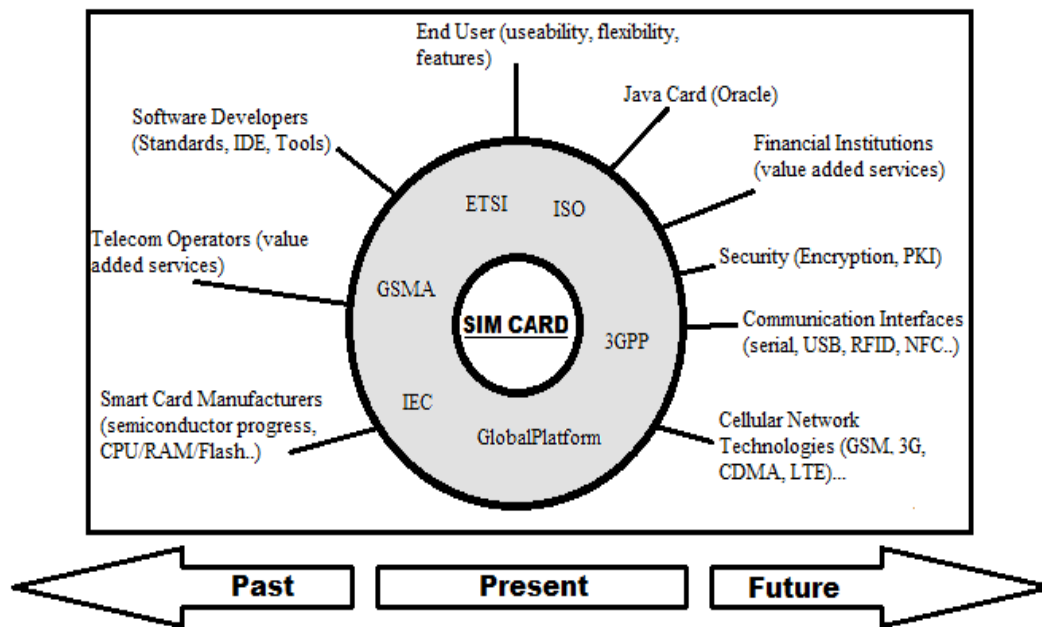 End User (useability, flexibility,
features)
Java Card (Oracle)
Software Developers
(Standards, IDE, Tools)
Financial Institutions
(value added services)
ETSI
ISO
Telecom Operators (value
added services)
Security (Encryption, PKI)
GSMA
SIM CARD
3GPP
Communication Interfaces
(serial, USB, RFID, NFC..)
Smart Card Manufacturers
(semiconductor progress,
CPU/RAM/Flash..)
IEC
GlobalPlatform
Cellular Network
Technologies (GSM, 3G,
CDMA, LTE)...
Past
Present
Future